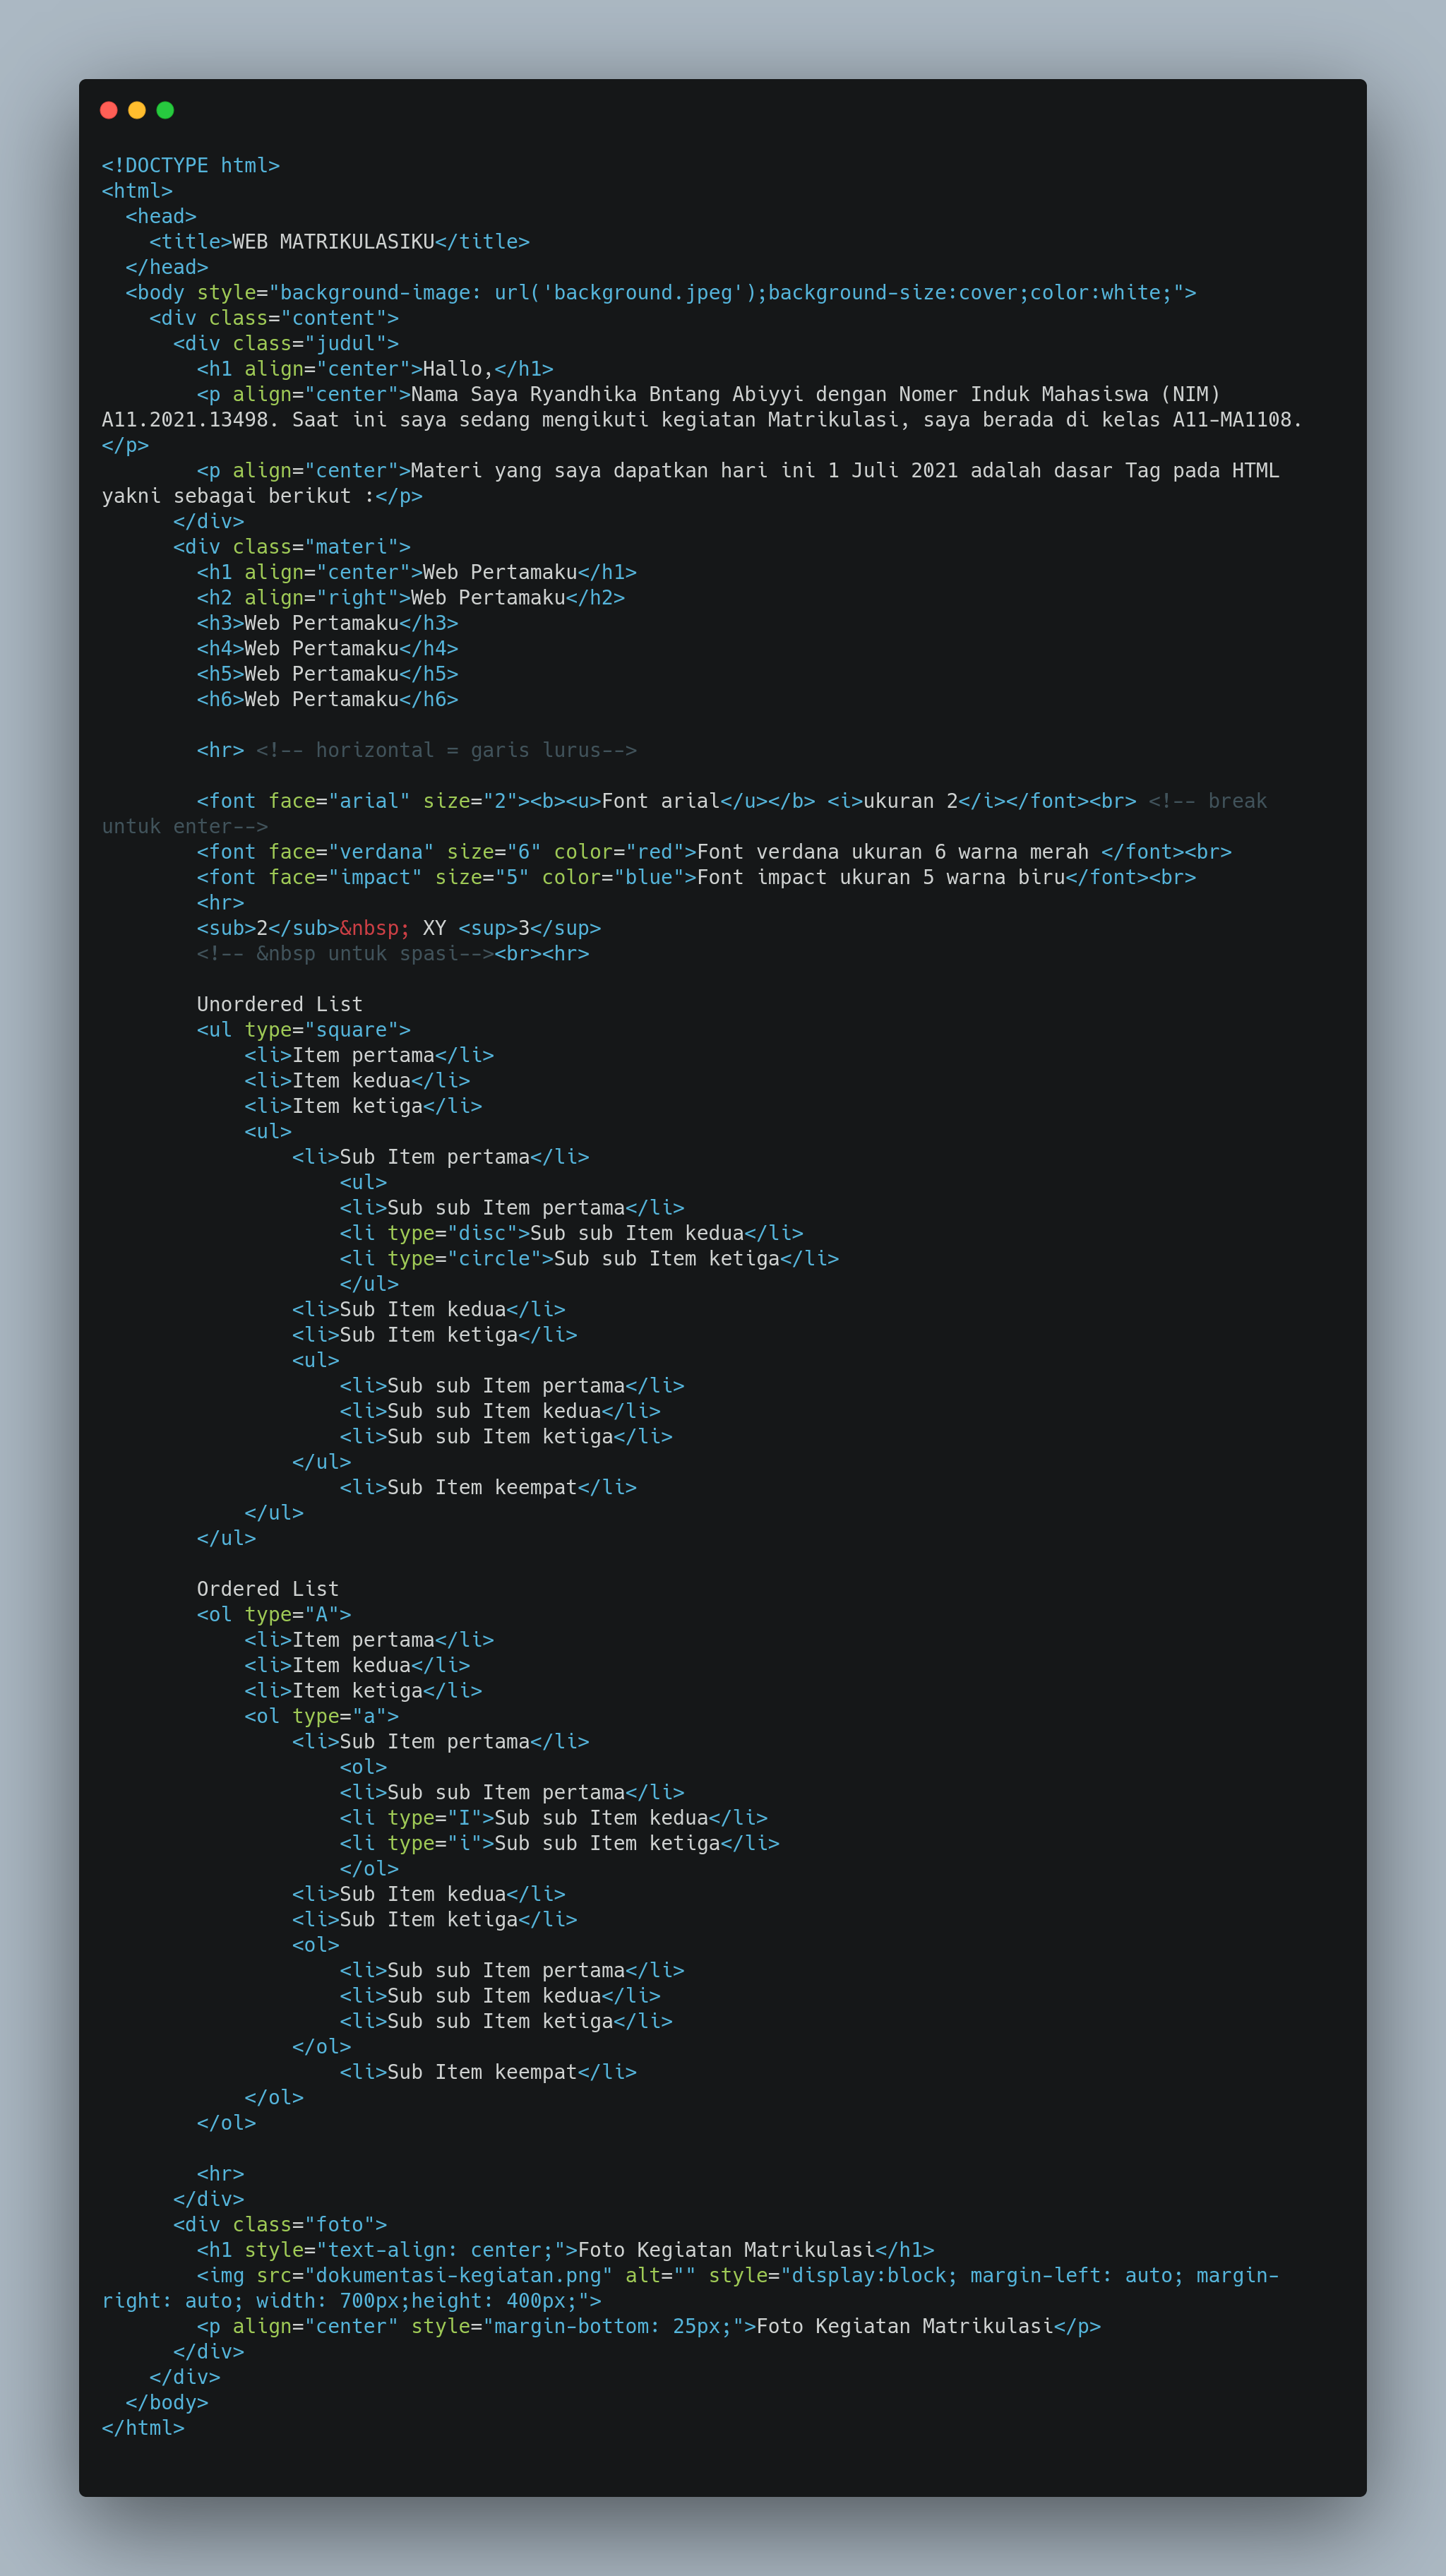 <!DOCTYPE html>
<html>
  <head>
    <title>WEB MATRIKULASIKU</title>
  </head>
  <body style="background-image: url('background.jpeg');background-size:cover;color:white;">
    <div class="content">
      <div class="judul">
        <h1 align="center">Hallo,</h1>
        <p align="center">Nama Saya Ryandhika Bntang Abiyyi dengan Nomer Induk Mahasiswa (NIM)
A11.2021.13498. Saat ini saya sedang mengikuti kegiatan Matrikulasi, saya berada di kelas A11-MA1108.
</p>
        <p align="center">Materi yang saya dapatkan hari ini 1 Juli 2021 adalah dasar Tag pada HTML
yakni sebagai berikut :</p>
      </div>
      <div class="materi">
        <h1 align="center">Web Pertamaku</h1>
        <h2 align="right">Web Pertamaku</h2>
        <h3>Web Pertamaku</h3>
        <h4>Web Pertamaku</h4>
        <h5>Web Pertamaku</h5>
        <h6>Web Pertamaku</h6>

        <hr> <!-- horizontal = garis lurus-->

        <font face="arial" size="2"><b><u>Font arial</u></b> <i>ukuran 2</i></font><br> <!-- break
untuk enter-->
        <font face="verdana" size="6" color="red">Font verdana ukuran 6 warna merah </font><br>
        <font face="impact" size="5" color="blue">Font impact ukuran 5 warna biru</font><br>
        <hr>
        <sub>2</sub>&nbsp; XY <sup>3</sup>
        <!-- &nbsp untuk spasi--><br><hr>

        Unordered List
        <ul type="square">
            <li>Item pertama</li>
            <li>Item kedua</li>
            <li>Item ketiga</li>
            <ul>
                <li>Sub Item pertama</li>
                    <ul>
                    <li>Sub sub Item pertama</li>
                    <li type="disc">Sub sub Item kedua</li>
                    <li type="circle">Sub sub Item ketiga</li>
                    </ul>
                <li>Sub Item kedua</li>
                <li>Sub Item ketiga</li>
                <ul>
                    <li>Sub sub Item pertama</li>
                    <li>Sub sub Item kedua</li>
                    <li>Sub sub Item ketiga</li>
                </ul>
                    <li>Sub Item keempat</li>
            </ul>
        </ul>

        Ordered List
        <ol type="A">
            <li>Item pertama</li>
            <li>Item kedua</li>
            <li>Item ketiga</li>
            <ol type="a">
                <li>Sub Item pertama</li>
                    <ol>
                    <li>Sub sub Item pertama</li>
                    <li type="I">Sub sub Item kedua</li>
                    <li type="i">Sub sub Item ketiga</li>
                    </ol>
                <li>Sub Item kedua</li>
                <li>Sub Item ketiga</li>
                <ol>
                    <li>Sub sub Item pertama</li>
                    <li>Sub sub Item kedua</li>
                    <li>Sub sub Item ketiga</li>
                </ol>
                    <li>Sub Item keempat</li>
            </ol>
        </ol>

        <hr>
      </div>
      <div class="foto">
        <h1 style="text-align: center;">Foto Kegiatan Matrikulasi</h1>
        <img src="dokumentasi-kegiatan.png" alt="" style="display:block; margin-left: auto; margin-
right: auto; width: 700px;height: 400px;">
        <p align="center" style="margin-bottom: 25px;">Foto Kegiatan Matrikulasi</p>
      </div>
    </div>
  </body>
</html>